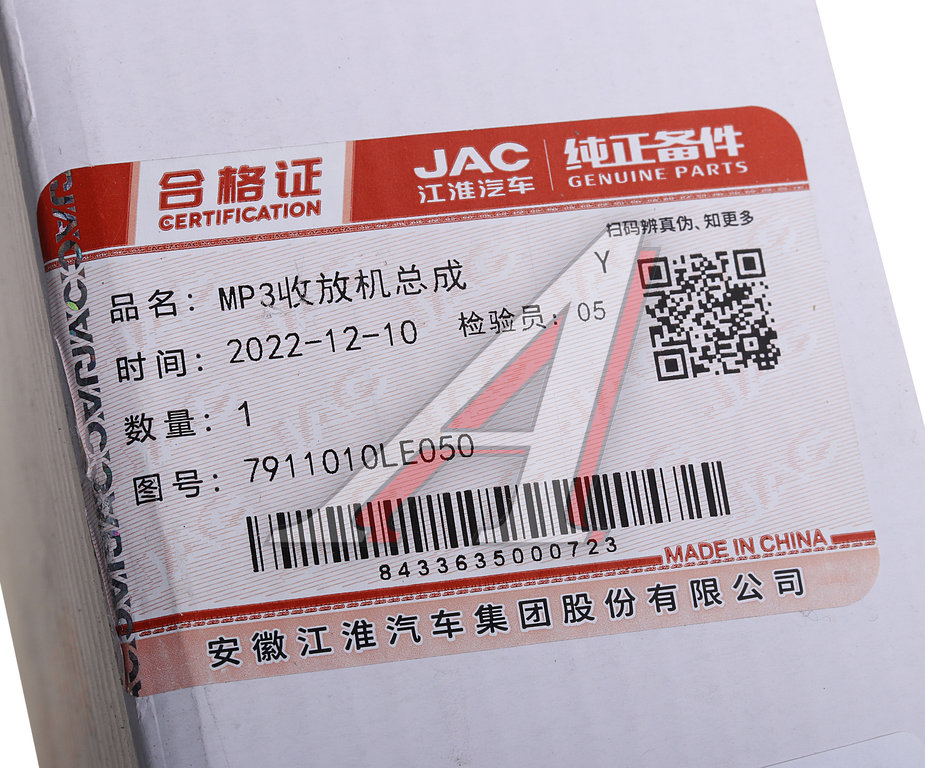 合格证
CERTIFICATION
JAC
江淮汽车
纯正备件
GENUINE PARTS
扫码辨真伪、知更多
品名：MP3收放机总成
Y
时间：2022-12-10
检验员：05
数量：1
图号：7911010LE050
8433635000723
MADE IN CHINA
安徽江淮汽车集团股份有限公司